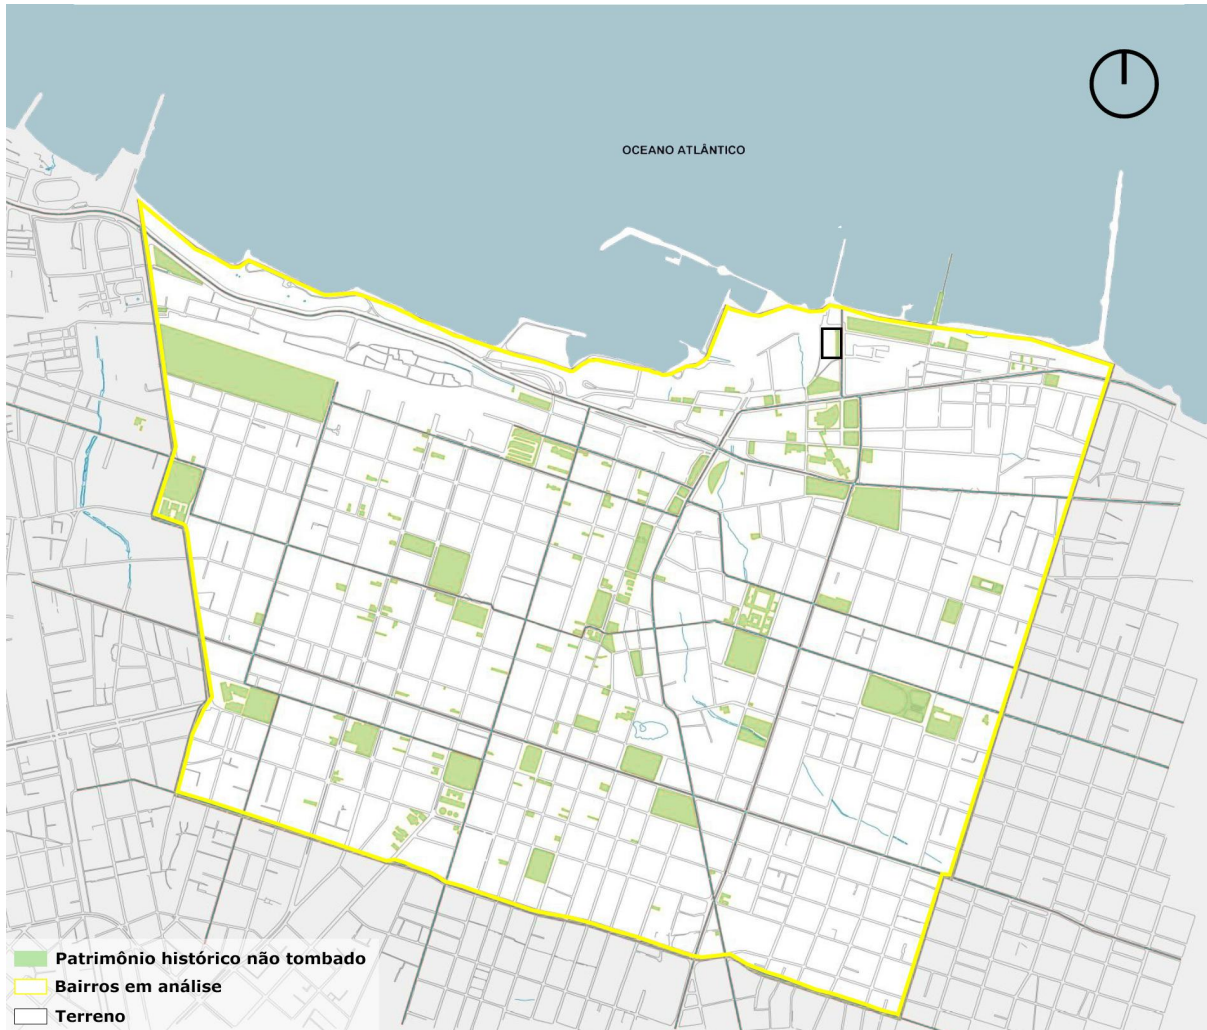 OCEANO ATLÂNTICO
Patrimônio histórico não tombado
Bairros em análise
Terreno